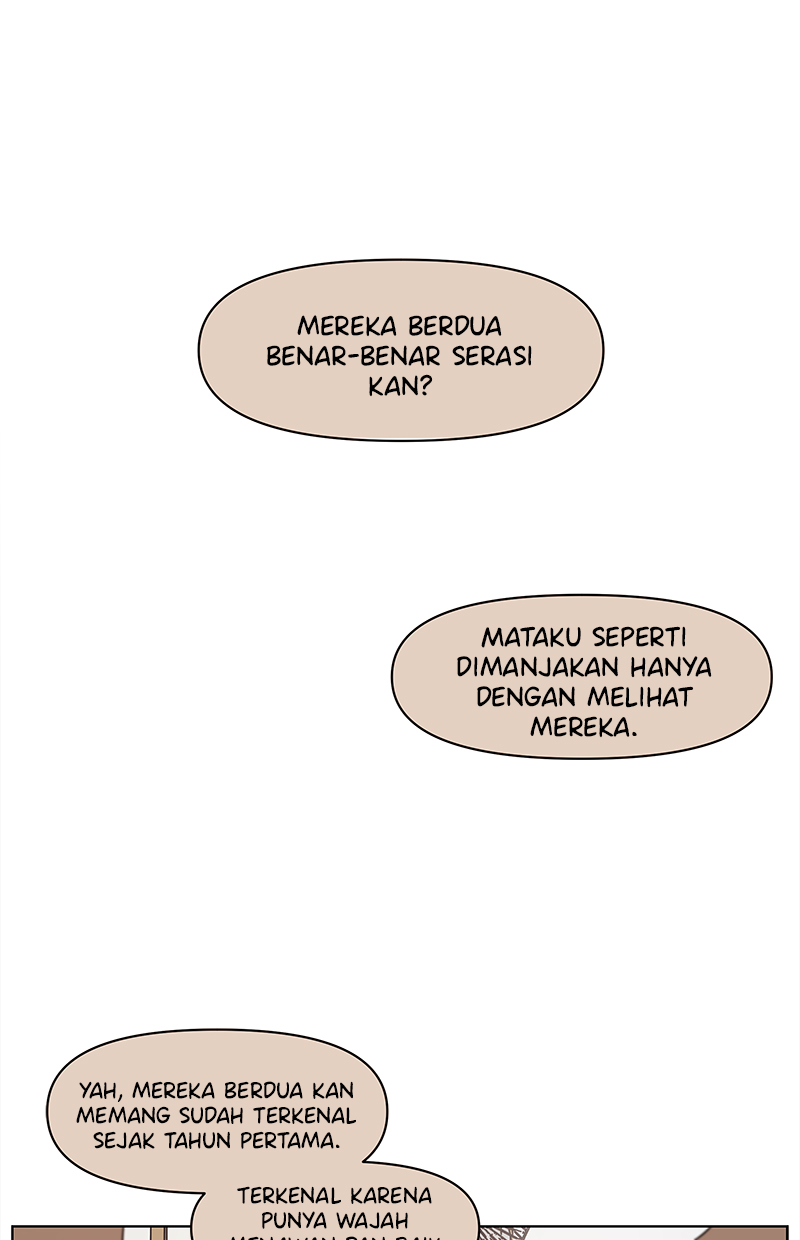 MEREKA BERDUA
BENAR-BENAR SERASI
KAN?
MATAKU SEPERTI
DIMANJAKAN HANYA
DENGAN MELIHAT
MEREKA.
YAH, MEREKA BERDUA KAN
MEMANG SUDAH TERKENAL
SEJAK TAHUN PERTAMA.
TERKENAL KARENA
PUNYA WAJAH